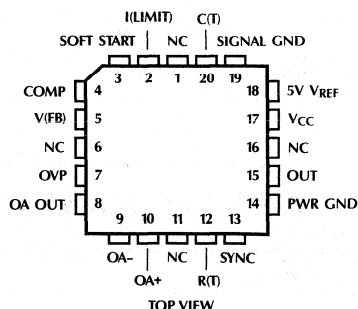 I(LIMIT) C(T)
SOFT START NC SIGNAL GND
3 2 1 20 19
COMP 4 18 5V VREF
V(FB) 5 17 VCC
NC 6 16 NC
OVP 7 15 OUT
OA OUT 8 14 PWR GND
9 10 11 12 13
OA– NC SYNC
OA+ R(T)
TOP VIEW